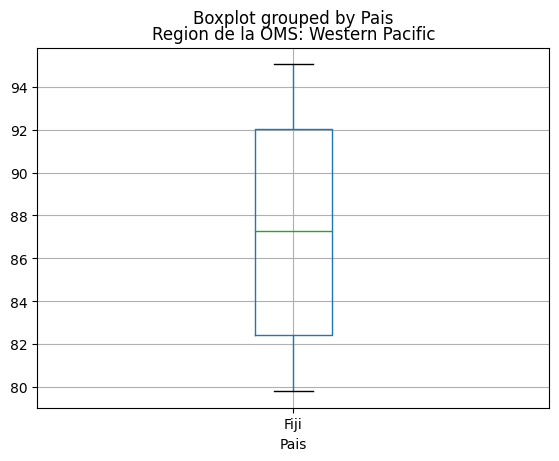 Boxplot grouped by Pais
Region de la OMS: Western Pacific
94
92
90
88
86
84
82
80
Fiji
Pais